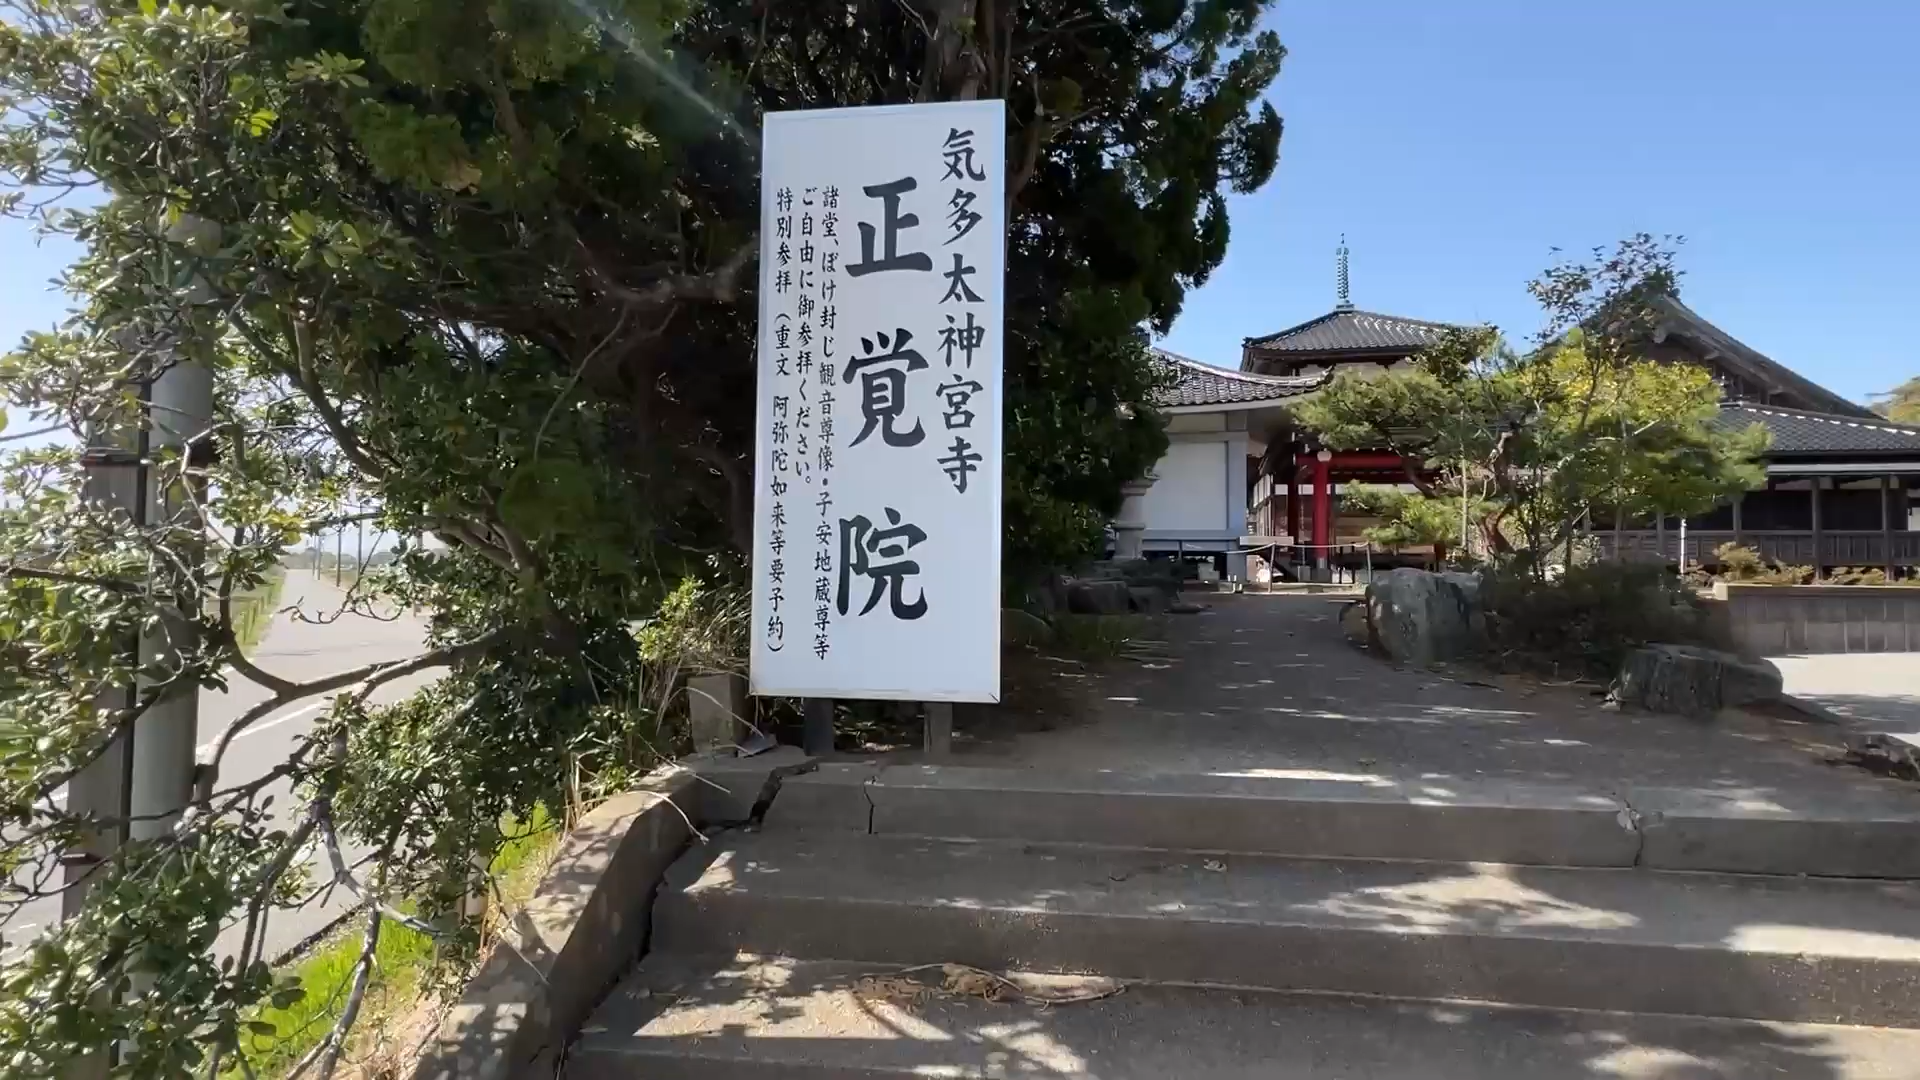 気多太神宮寺
正覚院
諸堂、ぼけ封じ観音尊像・子安地蔵尊等
ご自由に御参拝ください。
特別参拝(重文 阿弥陀如来等要予約)